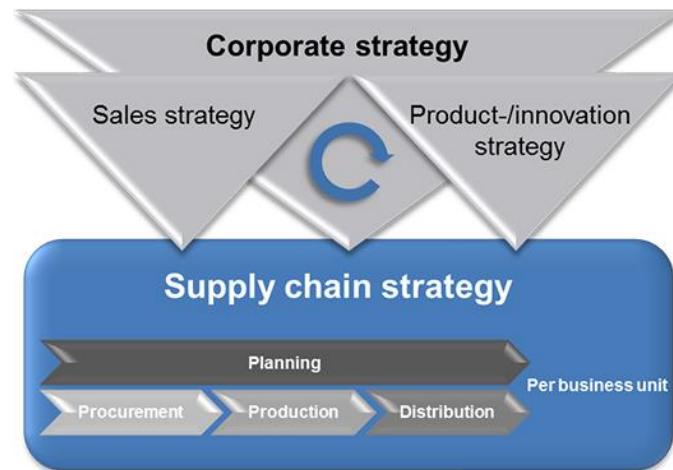 Corporate strategy
Sales strategy
Product-/innovation
strategy
Supply chain strategy
Planning
Per business unit
Procurement
Production
Distribution